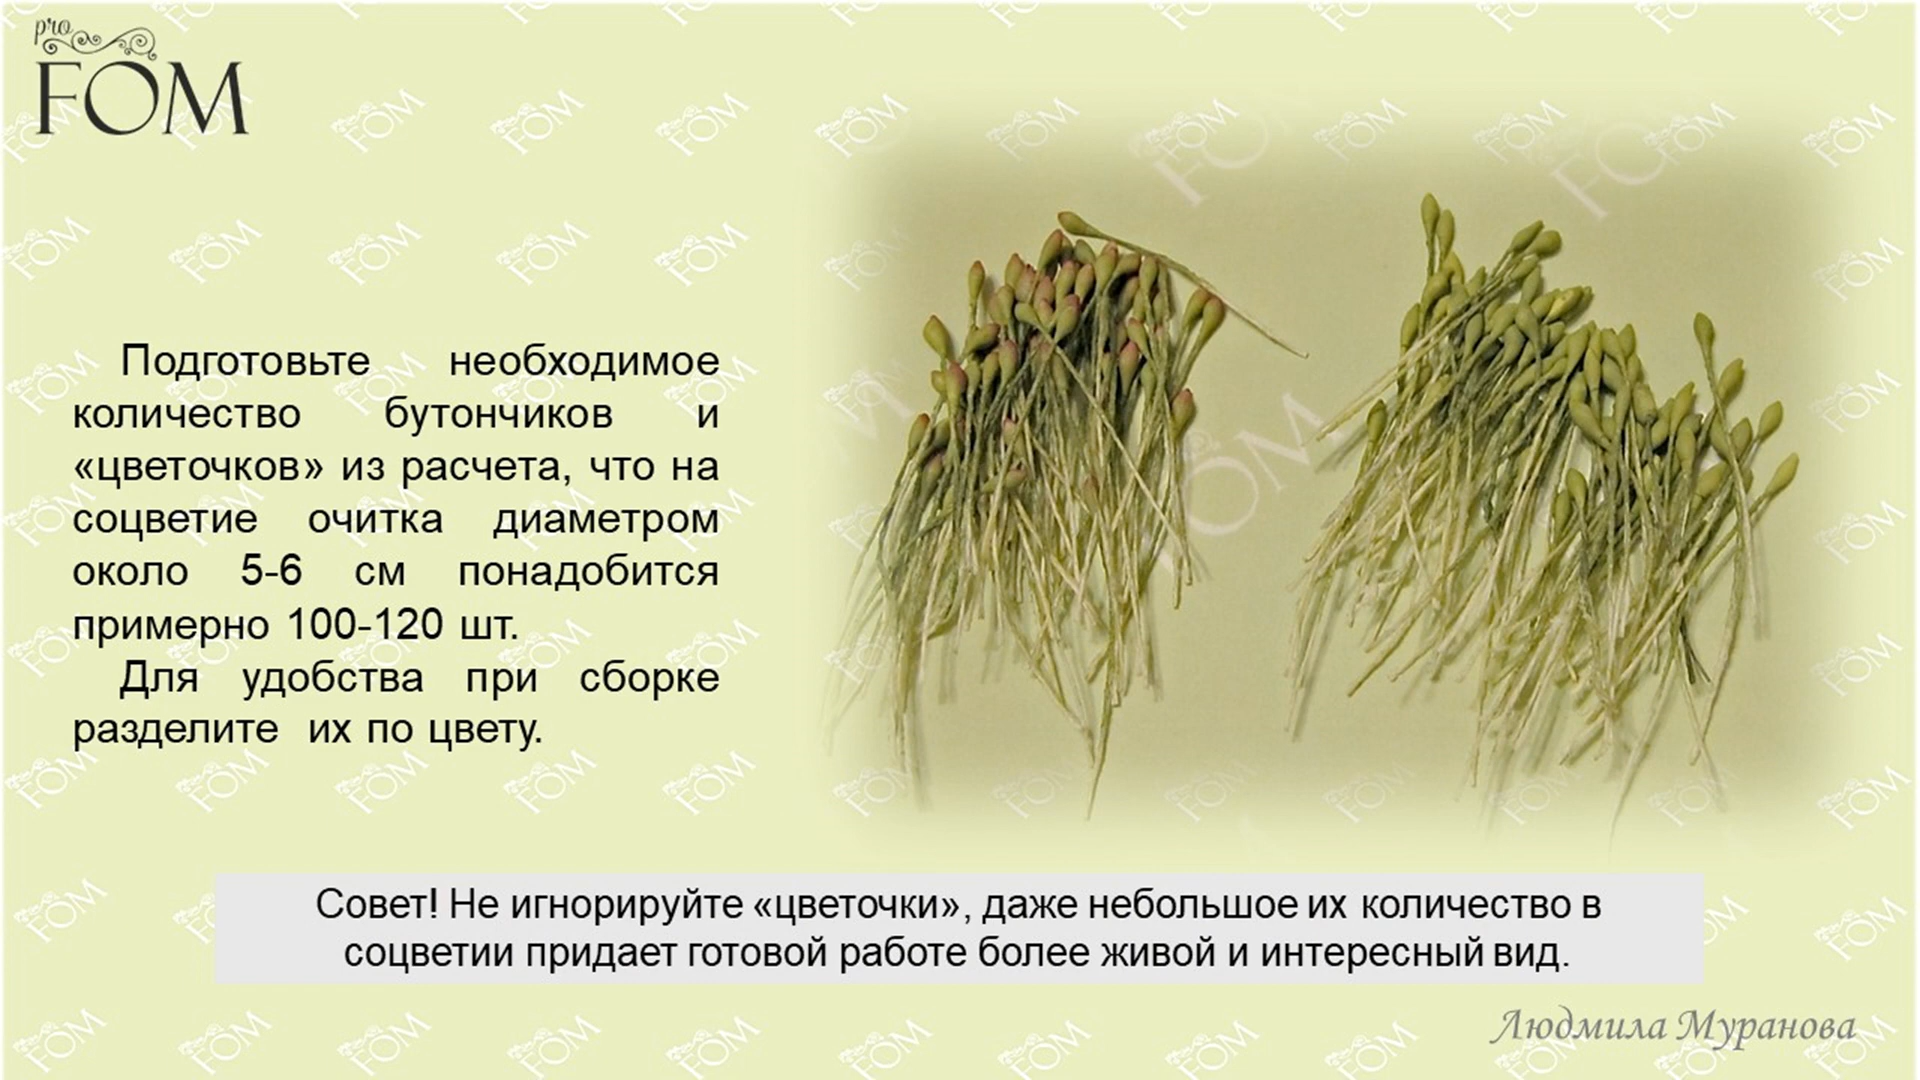 pro
FOM
Подготовьте необходимое
количество бутончиков и
«цветочков» из расчета, что на
соцветие очитка диаметром
около 5-6 см понадобится
примерно 100-120 шт.
Для удобства при сборке
разделите их по цвету.
Совет! Не игнорируйте «цветочки», даже небольшое их количество в
соцветии придает готовой работе более живой и интересный вид.
Людмила Муранова